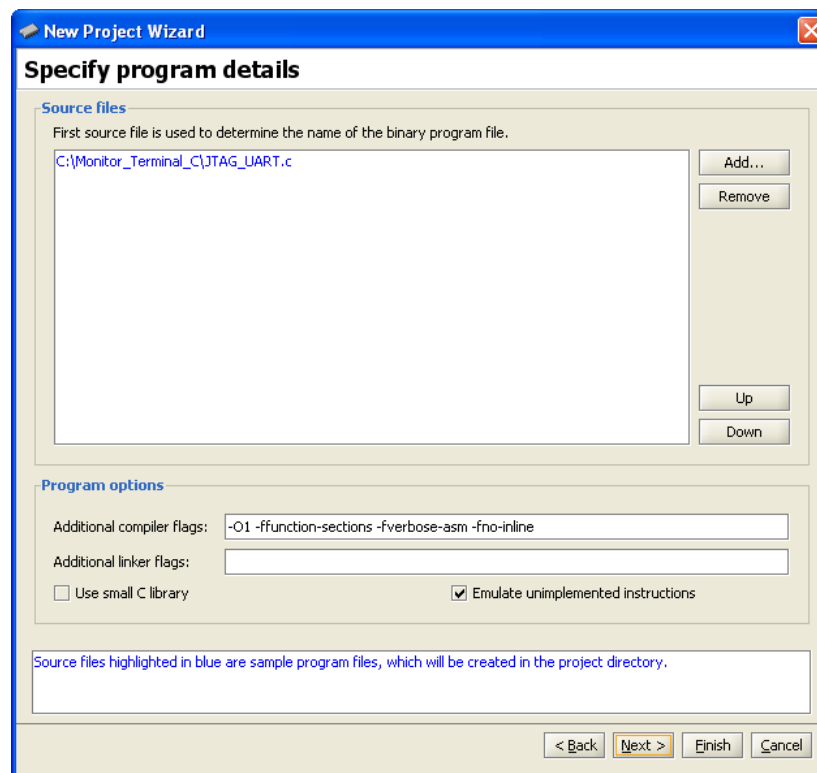 New Project Wizard
Specify program details
Source files
First source file is used to determine the name of the binary program file.
C:\Monitor_Terminal_C\JTAG_UART.c
Add...
Remove
Up
Down
Program options
Additional compiler flags: -O1 -ffunction-sections -fverbose-asm -fno-inline
Additional linker flags:
Use small C library Emulate unimplemented instructions
Source files highlighted in blue are sample program files, which will be created in the project directory.
< Back Next > Finish Cancel